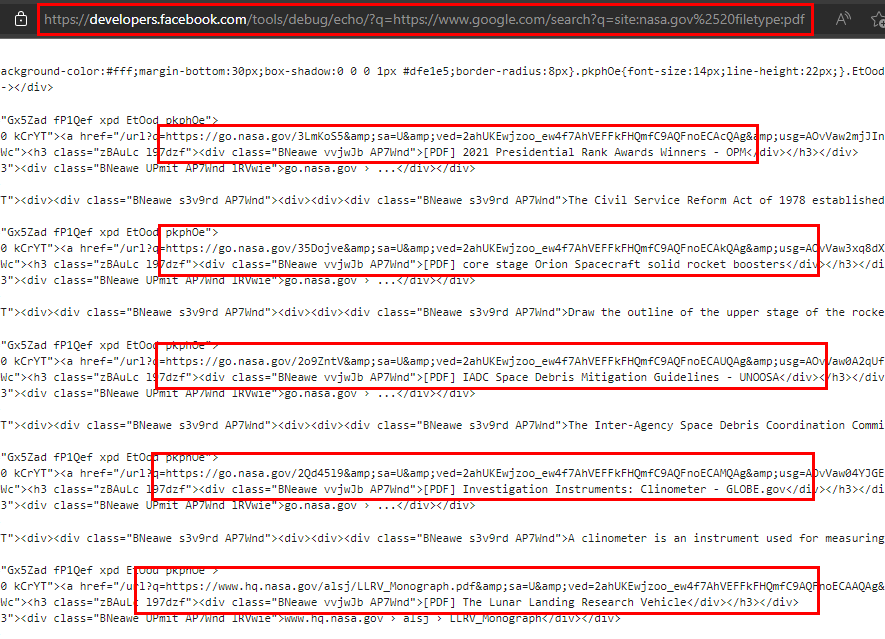 https://developers.facebook.com/tools/debug/echo/?q=https://www.google.com/search?q=site:nasa.gov%2520filetype:pdf
ackground-color:#fff;margin-bottom:30px;box-shadow:0 0 0 1px #dfe1e5;border-radius:8px}.pkphOe{font-size:14px;line-height:22px;}.EtOod
-></div>
"Gx5Zad fP1Qef xpd EtOod pkphOe">
0 kCrYT"><a href="/url?q=https://go.nasa.gov/3LmKoS5&amp;sa=U&amp;ved=2ahUKEwjzoo_ew4f7AhVEFFkFHQmfC9AQFnoECAcQAg&amp;usg=AOvVaw2mjJIn
Wc"><h3 class="zBAuLc l97dzf"><div class="BNeawe vvjwJb AP7Wnd">[PDF] 2021 Presidential Rank Awards Winners - OPM</div></h3></div>
3"><div class="BNeawe UPmit AP7Wnd lRVwie">go.nasa.gov › ...</div></div>
T"><div><div class="BNeawe s3v9rd AP7Wnd"><div><div><div class="BNeawe s3v9rd AP7Wnd">The Civil Service Reform Act of 1978 established
"Gx5Zad fP1Qef xpd EtOod pkphOe">
0 kCrYT"><a href="/url?q=https://go.nasa.gov/35Dojve&amp;sa=U&amp;ved=2ahUKEwjzoo_ew4f7AhVEFFkFHQmfC9AQFnoECAkQAg&amp;usg=AOvVaw3xq8dX
Wc"><h3 class="zBAuLc l97dzf"><div class="BNeawe vvjwJb AP7Wnd">[PDF] core stage Orion Spacecraft solid rocket boosters</div></h3></di
3"><div class="BNeawe UPmit AP7Wnd lRVwie">go.nasa.gov › ...</div></div>
T"><div><div class="BNeawe s3v9rd AP7Wnd"><div><div><div class="BNeawe s3v9rd AP7Wnd">Draw the outline of the upper stage of the rocke
"Gx5Zad fP1Qef xpd EtOod pkphOe">
0 kCrYT"><a href="/url?q=https://go.nasa.gov/2o9ZntV&amp;sa=U&amp;ved=2ahUKEwjzoo_ew4f7AhVEFFkFHQmfC9AQFnoECAUQAg&amp;usg=AOvVaw0A2qUf
Wc"><h3 class="zBAuLc l97dzf"><div class="BNeawe vvjwJb AP7Wnd">[PDF] IADC Space Debris Mitigation Guidelines - UNOOSA</div></h3></div
3"><div class="BNeawe UPmit AP7Wnd lRVwie">go.nasa.gov › ...</div></div>
T"><div><div class="BNeawe s3v9rd AP7Wnd"><div><div><div class="BNeawe s3v9rd AP7Wnd">The Inter-Agency Space Debris Coordination Commi
"Gx5Zad fP1Qef xpd EtOod pkphOe">
0 kCrYT"><a href="/url?q=https://go.nasa.gov/2Qd45l9&amp;sa=U&amp;ved=2ahUKEwjzoo_ew4f7AhVEFFkFHQmfC9AQFnoECAMQAg&amp;usg=AOvVaw04YJGE
Wc"><h3 class="zBAuLc l97dzf"><div class="BNeawe vvjwJb AP7Wnd">[PDF] Investigation Instruments: Clinometer - GLOBE.gov</div></h3></di
3"><div class="BNeawe UPmit AP7Wnd lRVwie">go.nasa.gov › ...</div></div>
T"><div><div class="BNeawe s3v9rd AP7Wnd"><div><div><div class="BNeawe s3v9rd AP7Wnd">A clinometer is an instrument used for measuring
"Gx5Zad fP1Qef xpd EtOod pkphOe">
0 kCrYT"><a href="/url?q=https://www.hq.nasa.gov/alsj/LLRV_Monograph.pdf&amp;sa=U&amp;ved=2ahUKEwjzoo_ew4f7AhVEFFkFHQmfC9AQFnoECAAQAg&
Wc"><h3 class="zBAuLc l97dzf"><div class="BNeawe vvjwJb AP7Wnd">[PDF] The Lunar Landing Research Vehicle</div></h3></div>
3"><div class="BNeawe UPmit AP7Wnd lRVwie">www.hq.nasa.gov › alsj › LLRV_Monograph</div></div>